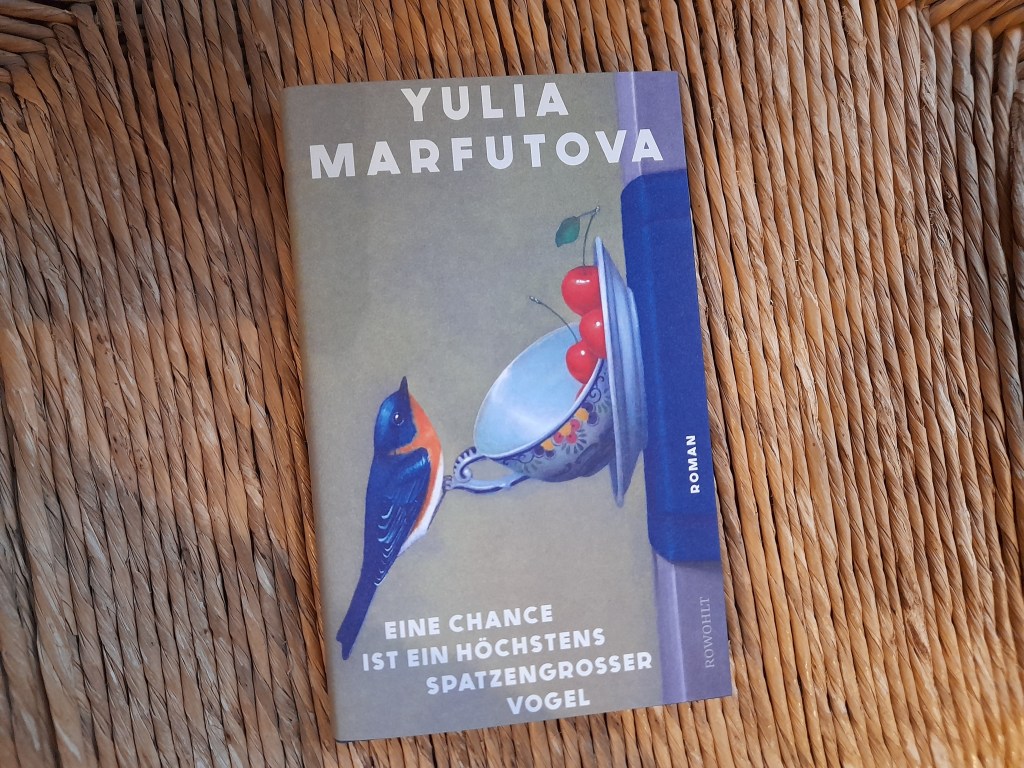 YULIA
MARFUTOVA
ROMAN
EINE CHANCE
IST EIN HÖCHSTENS
SPATZENGROSSER
VOGEL
ROWOHLT